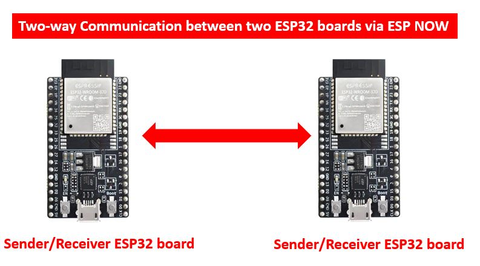 Two-way Communication between two ESP32 boards via ESP NOW
Sender/Receiver ESP32 board
Sender/Receiver ESP32 board